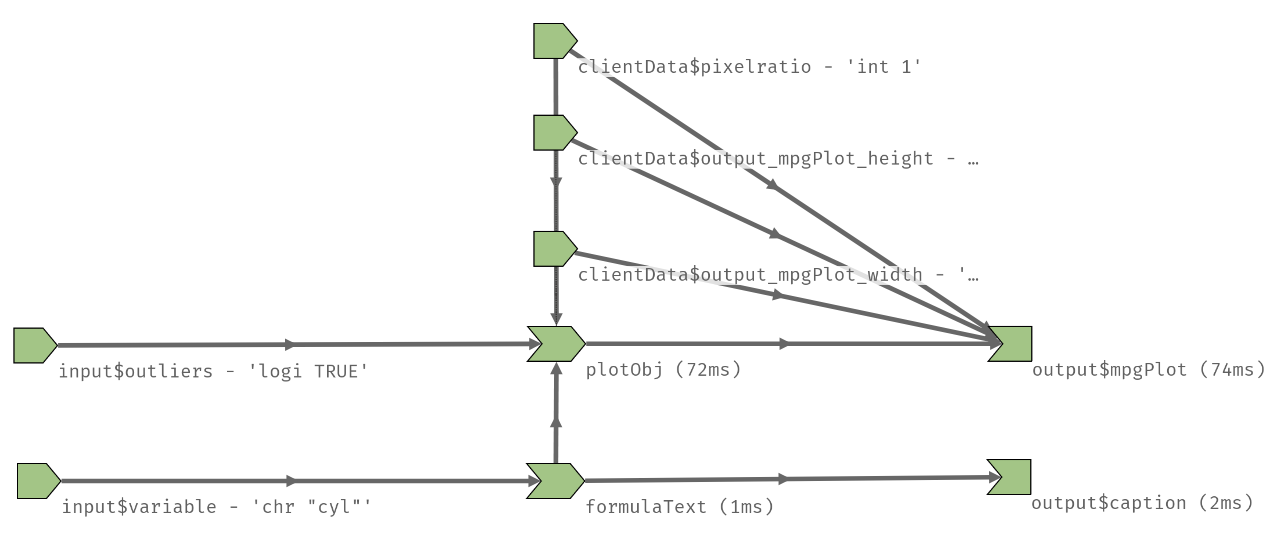 clientData$pixelratio - 'int 1'
clientData$output_mpgPlot_height - …
clientData$output_mpgPlot_width - '…
input$outliers - 'logi TRUE'
plotObj (72ms)
output$mpgPlot (74ms)
input$variable - 'chr "cyl"'
formulaText (1ms)
output$caption (2ms)